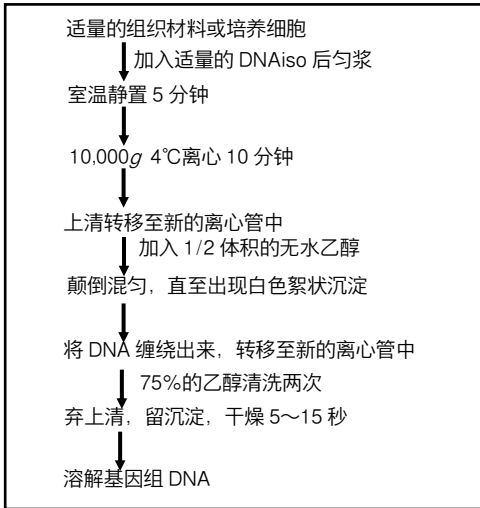 适量的组织材料或培养细胞
加入适量的 DNAiso 后匀浆
室温静置 5 分钟
10,000g 4℃离心 10 分钟
上清转移至新的离心管中
加入 1/2 体积的无水乙醇
颠倒混匀，直至出现白色絮状沉淀
将 DNA 缠绕出来，转移至新的离心管中
75%的乙醇清洗两次
弃上清，留沉淀，干燥 5～15 秒
溶解基因组 DNA